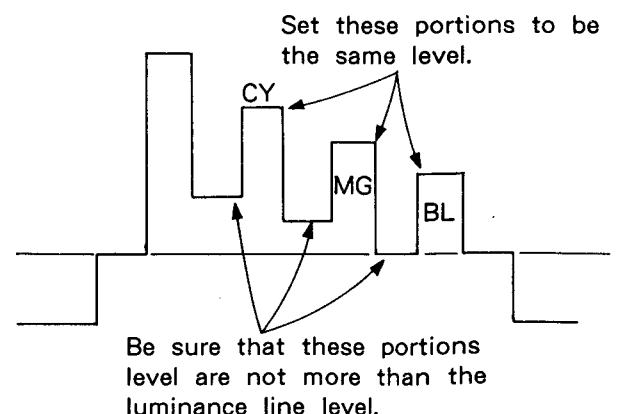 Set these portions to be
the same level.
CY
MG
BL
Be sure that these portions
level are not more than the
luminance line level.